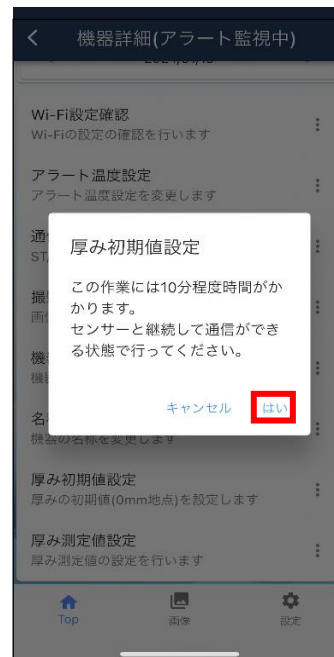 機器詳細(アラート監視中)
Wi-Fi設定確認
Wi-Fiの設定の確認を行います
アラート温度設定
アラート温度設定を変更します
厚み初期値設定
この作業には10分程度時間がか
かります。
センサーと継続して通信ができ
る状態で行ってください。
キャンセル はい
機器の名称を変更します
厚み初期値設定
厚みの初期値(0mm地点)を設定します
厚み測定値設定
厚み測定値の設定を行います
Top 画像 設定